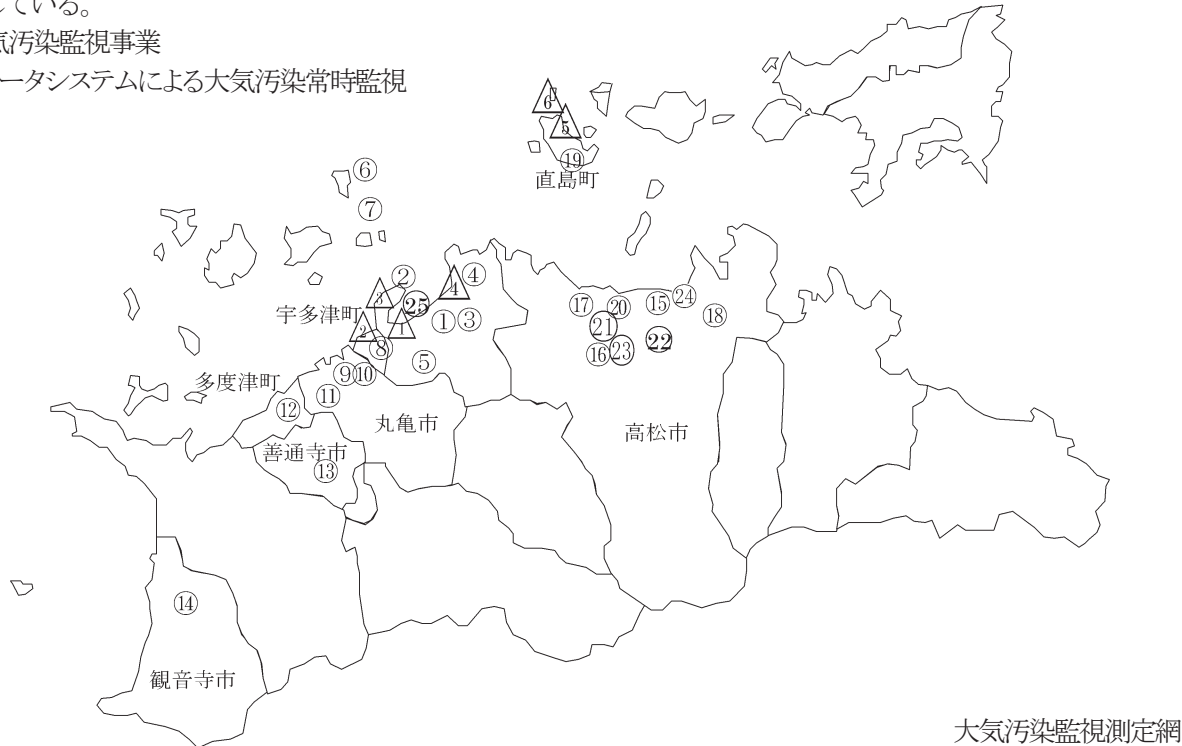 ている。
気汚染監視事業
ータシステムによる大気汚染常時監視
6
5
⑲
直島町
⑥
⑦
②
④
3
4
㉕
宇多津町
2
1
①
③
⑧
⑤
⑰
⑳
⑮
㉔
⑱
㉑
㉒
⑯
㉓
多度津町
⑨
⑩
⑪
⑫
丸亀市
高松市
善通寺市
⑬
⑭
観音寺市
大気汚染監視測定網